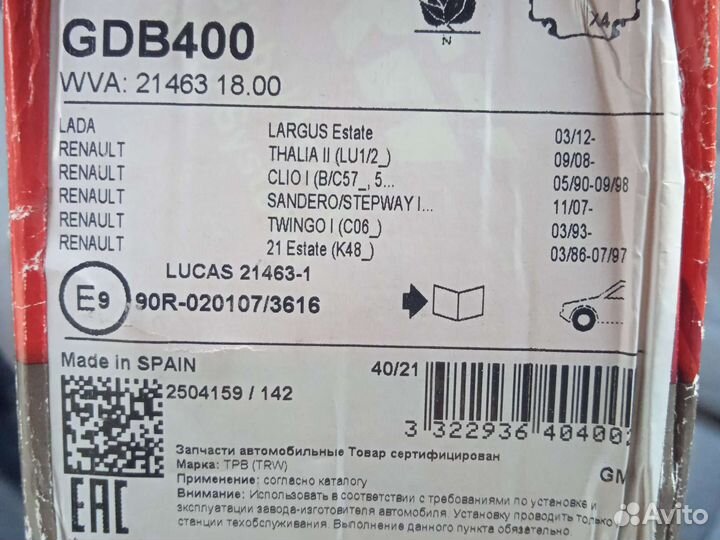 GDB400
x4
N
WVA: 21463 18.00
LADA LARGUS Estate 03/12-
RENAULT THALIA II (LU1/2_) 09/08-
RENAULT CLIO I (B/C57_, 5... 05/90-09/98
RENAULT SANDERO/STEPWAY I... 11/07-
RENAULT TWINGO I (C06_) 03/93-
RENAULT 21 Estate (K48_) 03/86-07/97
LUCAS 21463-1
E9 90R-020107/3616
Made in SPAIN 40/21
2504159 / 142
3 322936 40400
Запчасти автомобильные Товар сертифицирован
Марка: ТРВ (TRW)
Применение: согласно каталогу
GM
Внимание: Использовать в соответствии с требованиями по установке и
эксплуатации завода-изготовителя автомобиля. Установку проводить только
станции техобслуживания. Выполнение данного пункта обязательно.
EAC
Avito